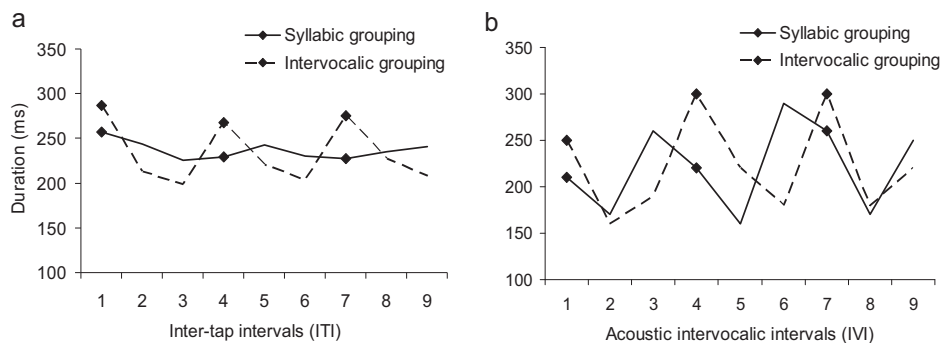 a
Syllabic grouping
Intervocalic grouping
350
300
250
200
150
100
Duration (ms)
1 2 3 4 5 6 7 8 9
Inter-tap intervals (ITI)
b
Syllabic grouping
Intervocalic grouping
350
300
250
200
150
100
1 2 3 4 5 6 7 8 9
Acoustic intervocalic intervals (IVI)